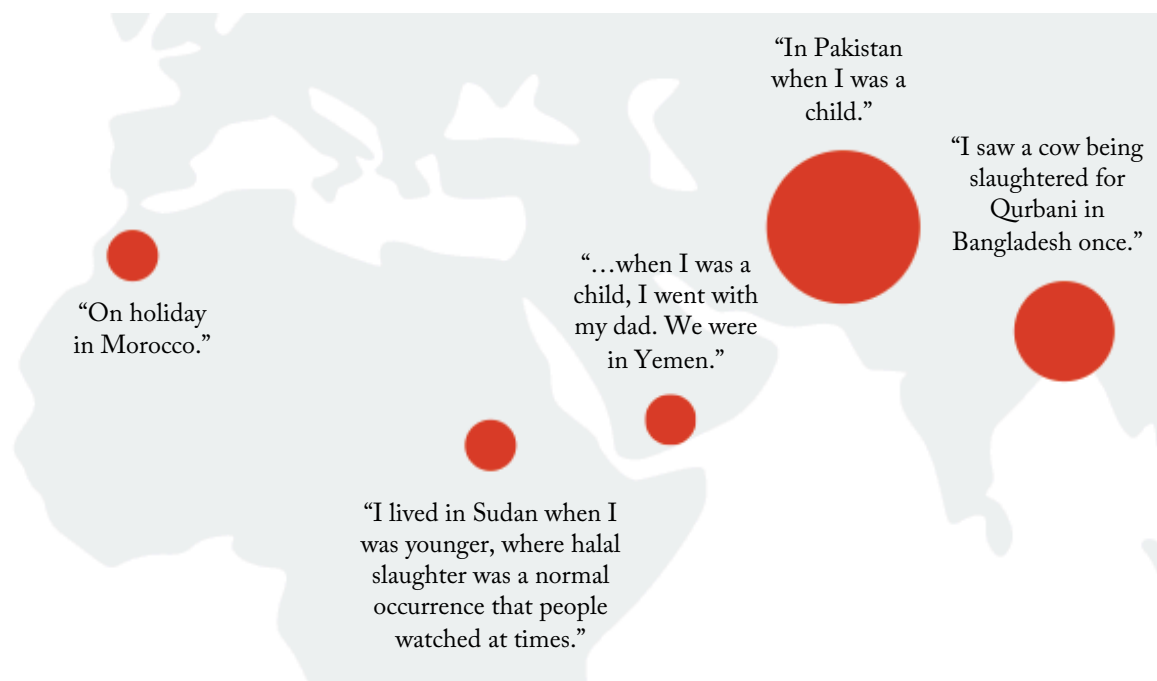 “In Pakistan
when I was a
child.”
“I saw a cow being
slaughtered for
Qurbani in
Bangladesh once.”
“…when I was a
child, I went with
my dad. We were
in Yemen.”
“On holiday
in Morocco.”
“I lived in Sudan when I
was younger, where halal
slaughter was a normal
occurrence that people
watched at times.”